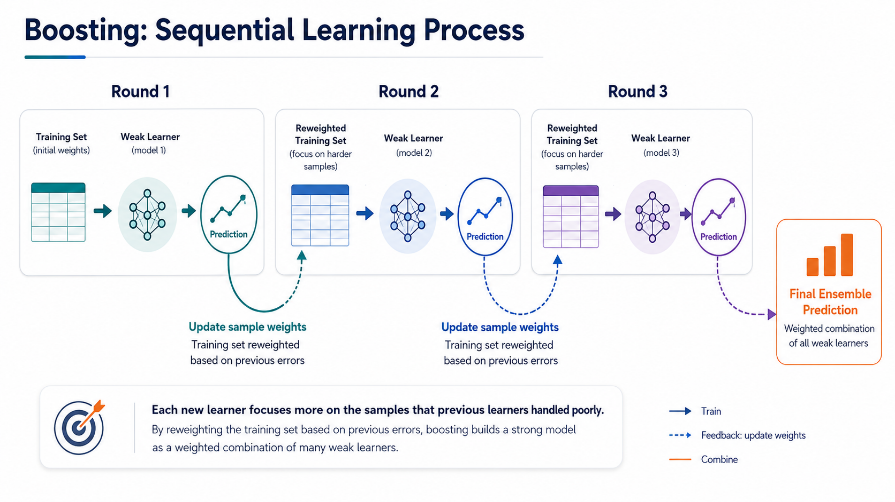 Boosting: Sequential Learning Process
Round 1
Round 2
Round 3
Training Set
(initial weights)
Weak Learner
(model 1)
Prediction
Reweighted
Training Set
(focus on harder
samples)
Weak Learner
(model 2)
Prediction
Reweighted
Training Set
(focus on harder
samples)
Weak Learner
(model 3)
Prediction
Final Ensemble
Prediction
Weighted combination
of all weak learners
Update sample weights
Training set reweighted
based on previous errors
Update sample weights
Training set reweighted
based on previous errors
Each new learner focuses more on the samples that previous learners handled poorly.
By reweighting the training set based on previous errors, boosting builds a strong model
as a weighted combination of many weak learners.
Train
Feedback: update weights
Combine